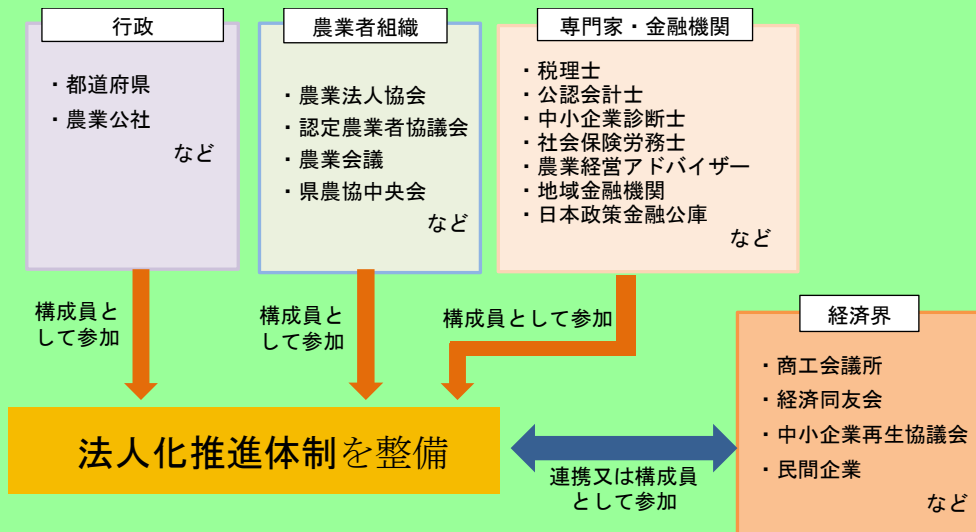 行政
・都道府県
・農業公社
など
農業者組織
・農業法人協会
・認定農業者協議会
・農業会議
・県農協中央会
など
専門家・金融機関
・税理士
・公認会計士
・中小企業診断士
・社会保険労務士
・農業経営アドバイザー
・地域金融機関
・日本政策金融公庫
など
構成員と
して参加
構成員と
して参加
構成員として参加
経済界
・商工会議所
・経済同友会
・中小企業再生協議会
・民間企業
など
法人化推進体制を整備
連携又は構成員
として参加